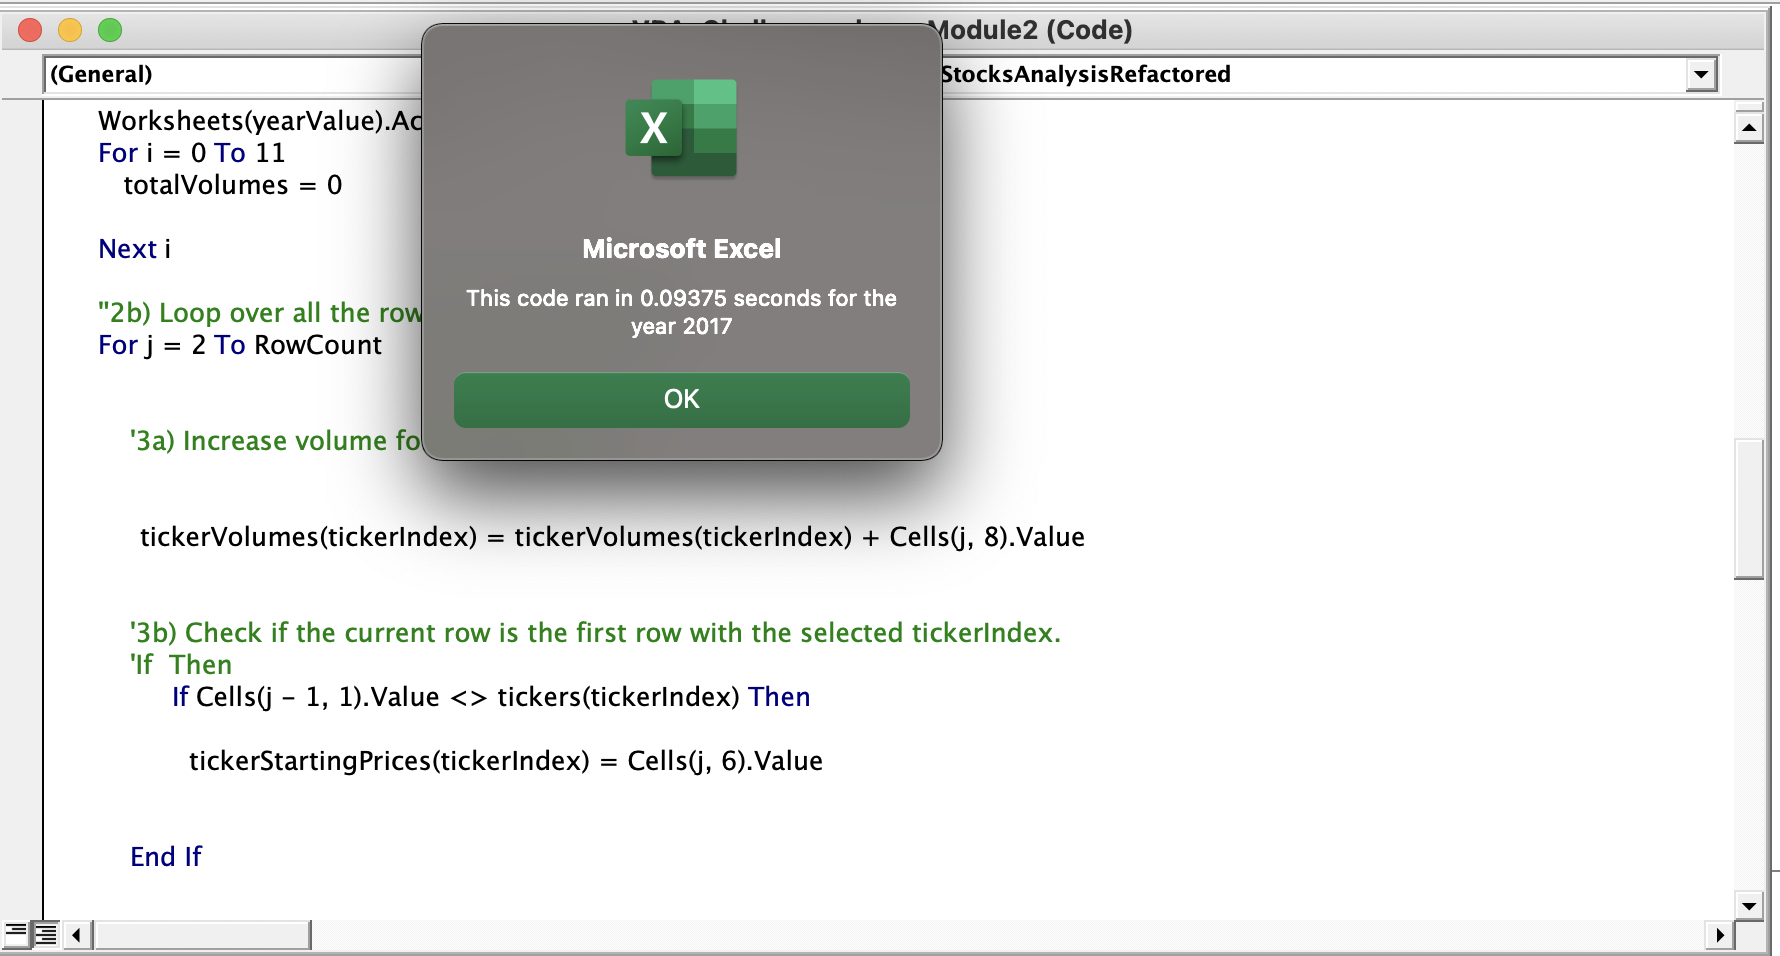 Module2 (Code)
(General)
StocksAnalysisRefactored
Worksheets(yearValue).Ac
For i = 0 To 11
totalVolumes = 0
Next i
"2b) Loop over all the row
For j = 2 To RowCount
'3a) Increase volume fo
tickerVolumes(tickerIndex) = tickerVolumes(tickerIndex) + Cells(j, 8).Value
'3b) Check if the current row is the first row with the selected tickerIndex.
'If  Then
If Cells(j - 1, 1).Value <> tickers(tickerIndex) Then
tickerStartingPrices(tickerIndex) = Cells(j, 6).Value
End If
X
Microsoft Excel
This code ran in 0.09375 seconds for the
year 2017
OK